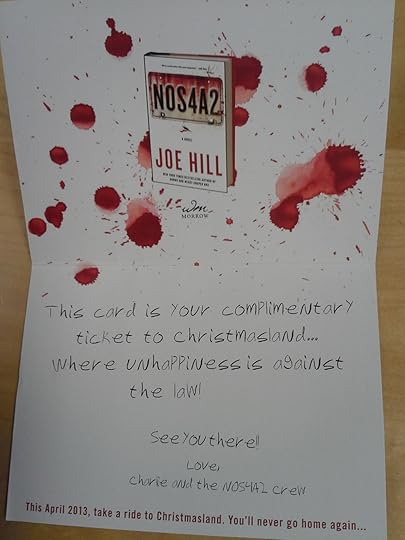 NOS4A2
A NOVEL
JOE HILL
wm
MORROW
This card is your complimentary
ticket to Christmasland...
where unhappiness is against
the law!
See you there!!
Love,
Charlie and the NOS4A2 crew
This April 2013, take a ride to Christmasland. You'll never go home again...